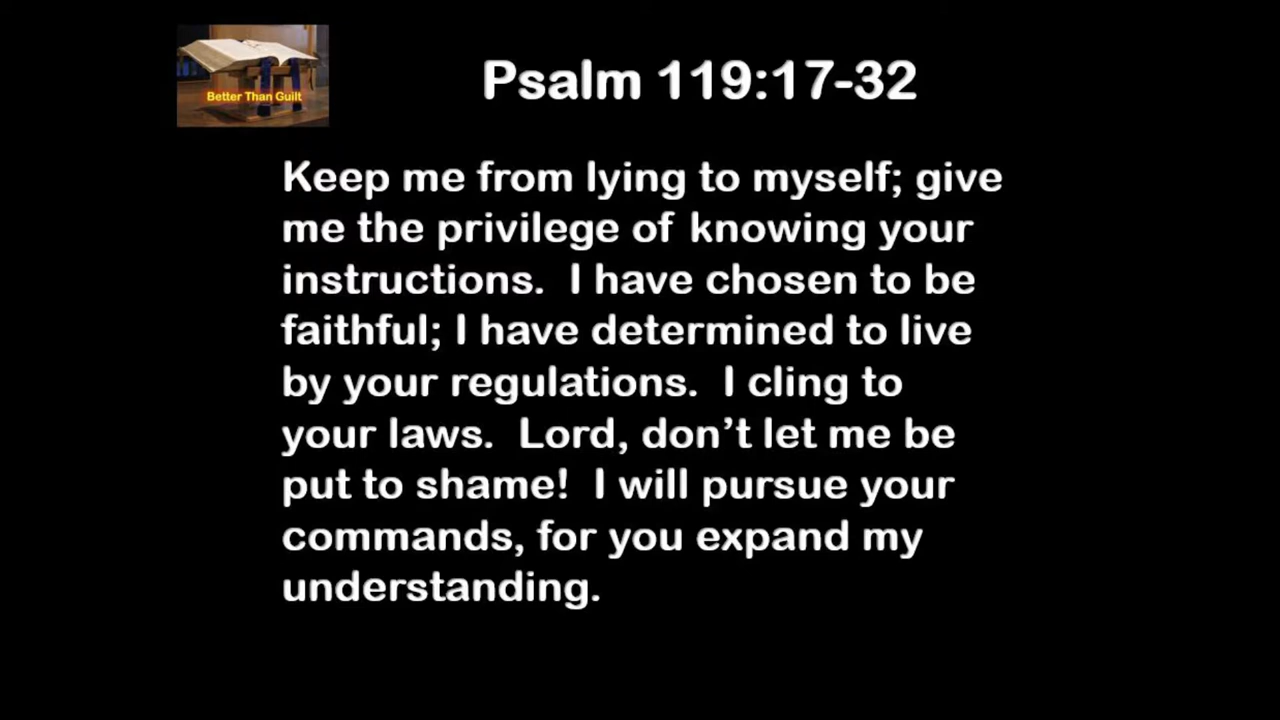 Better Than Guilt
Psalm 119:17-32
Keep me from lying to myself; give
me the privilege of knowing your
instructions.  I have chosen to be
faithful; I have determined to live
by your regulations.  I cling to
your laws.  Lord, don’t let me be
put to shame!  I will pursue your
commands, for you expand my
understanding.